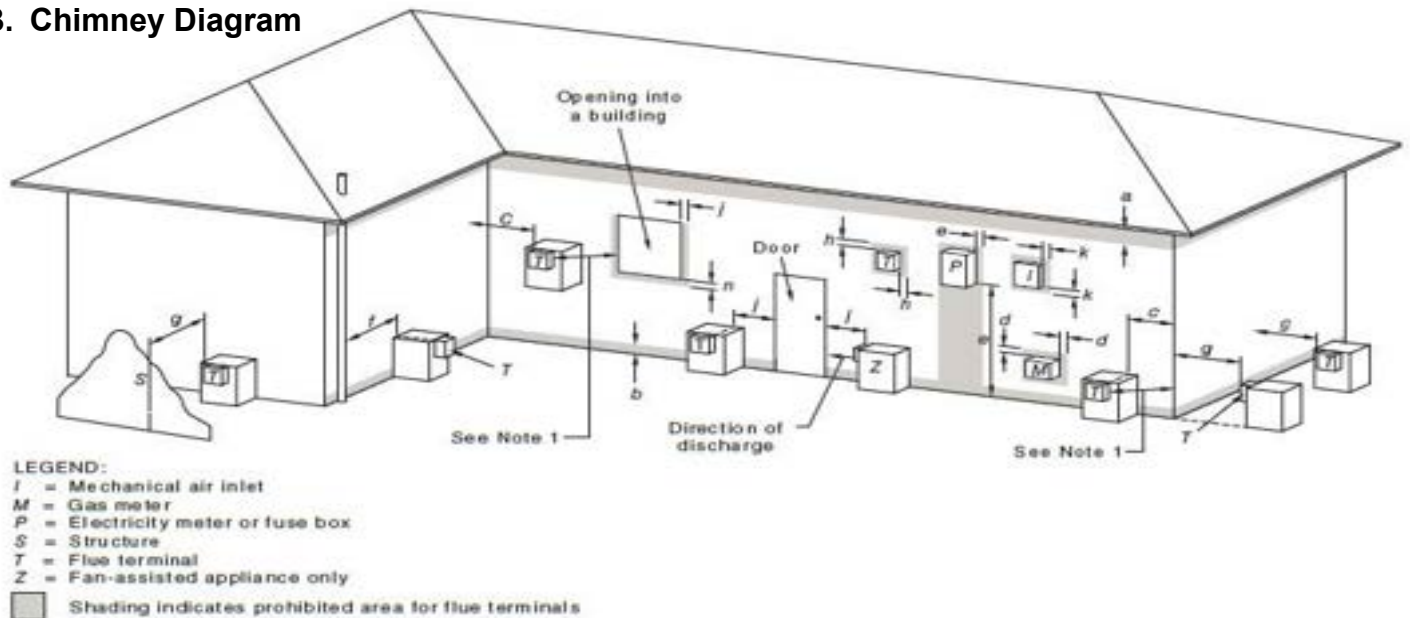 3. Chimney Diagram
Opening into
a building
a
c
T
j
n
h
T
h
e
P
k
I
k
Door
g
S
T
f
T
b
T
j
j
Z
e
d
d
M
c
T
g
g
T
T
See Note 1
Direction of
discharge
See Note 1
LEGEND:
I = Mechanical air inlet
M = Gas meter
P = Electricity meter or fuse box
S = Structure
T = Flue terminal
Z = Fan-assisted appliance only
Shading indicates prohibited area for flue terminals